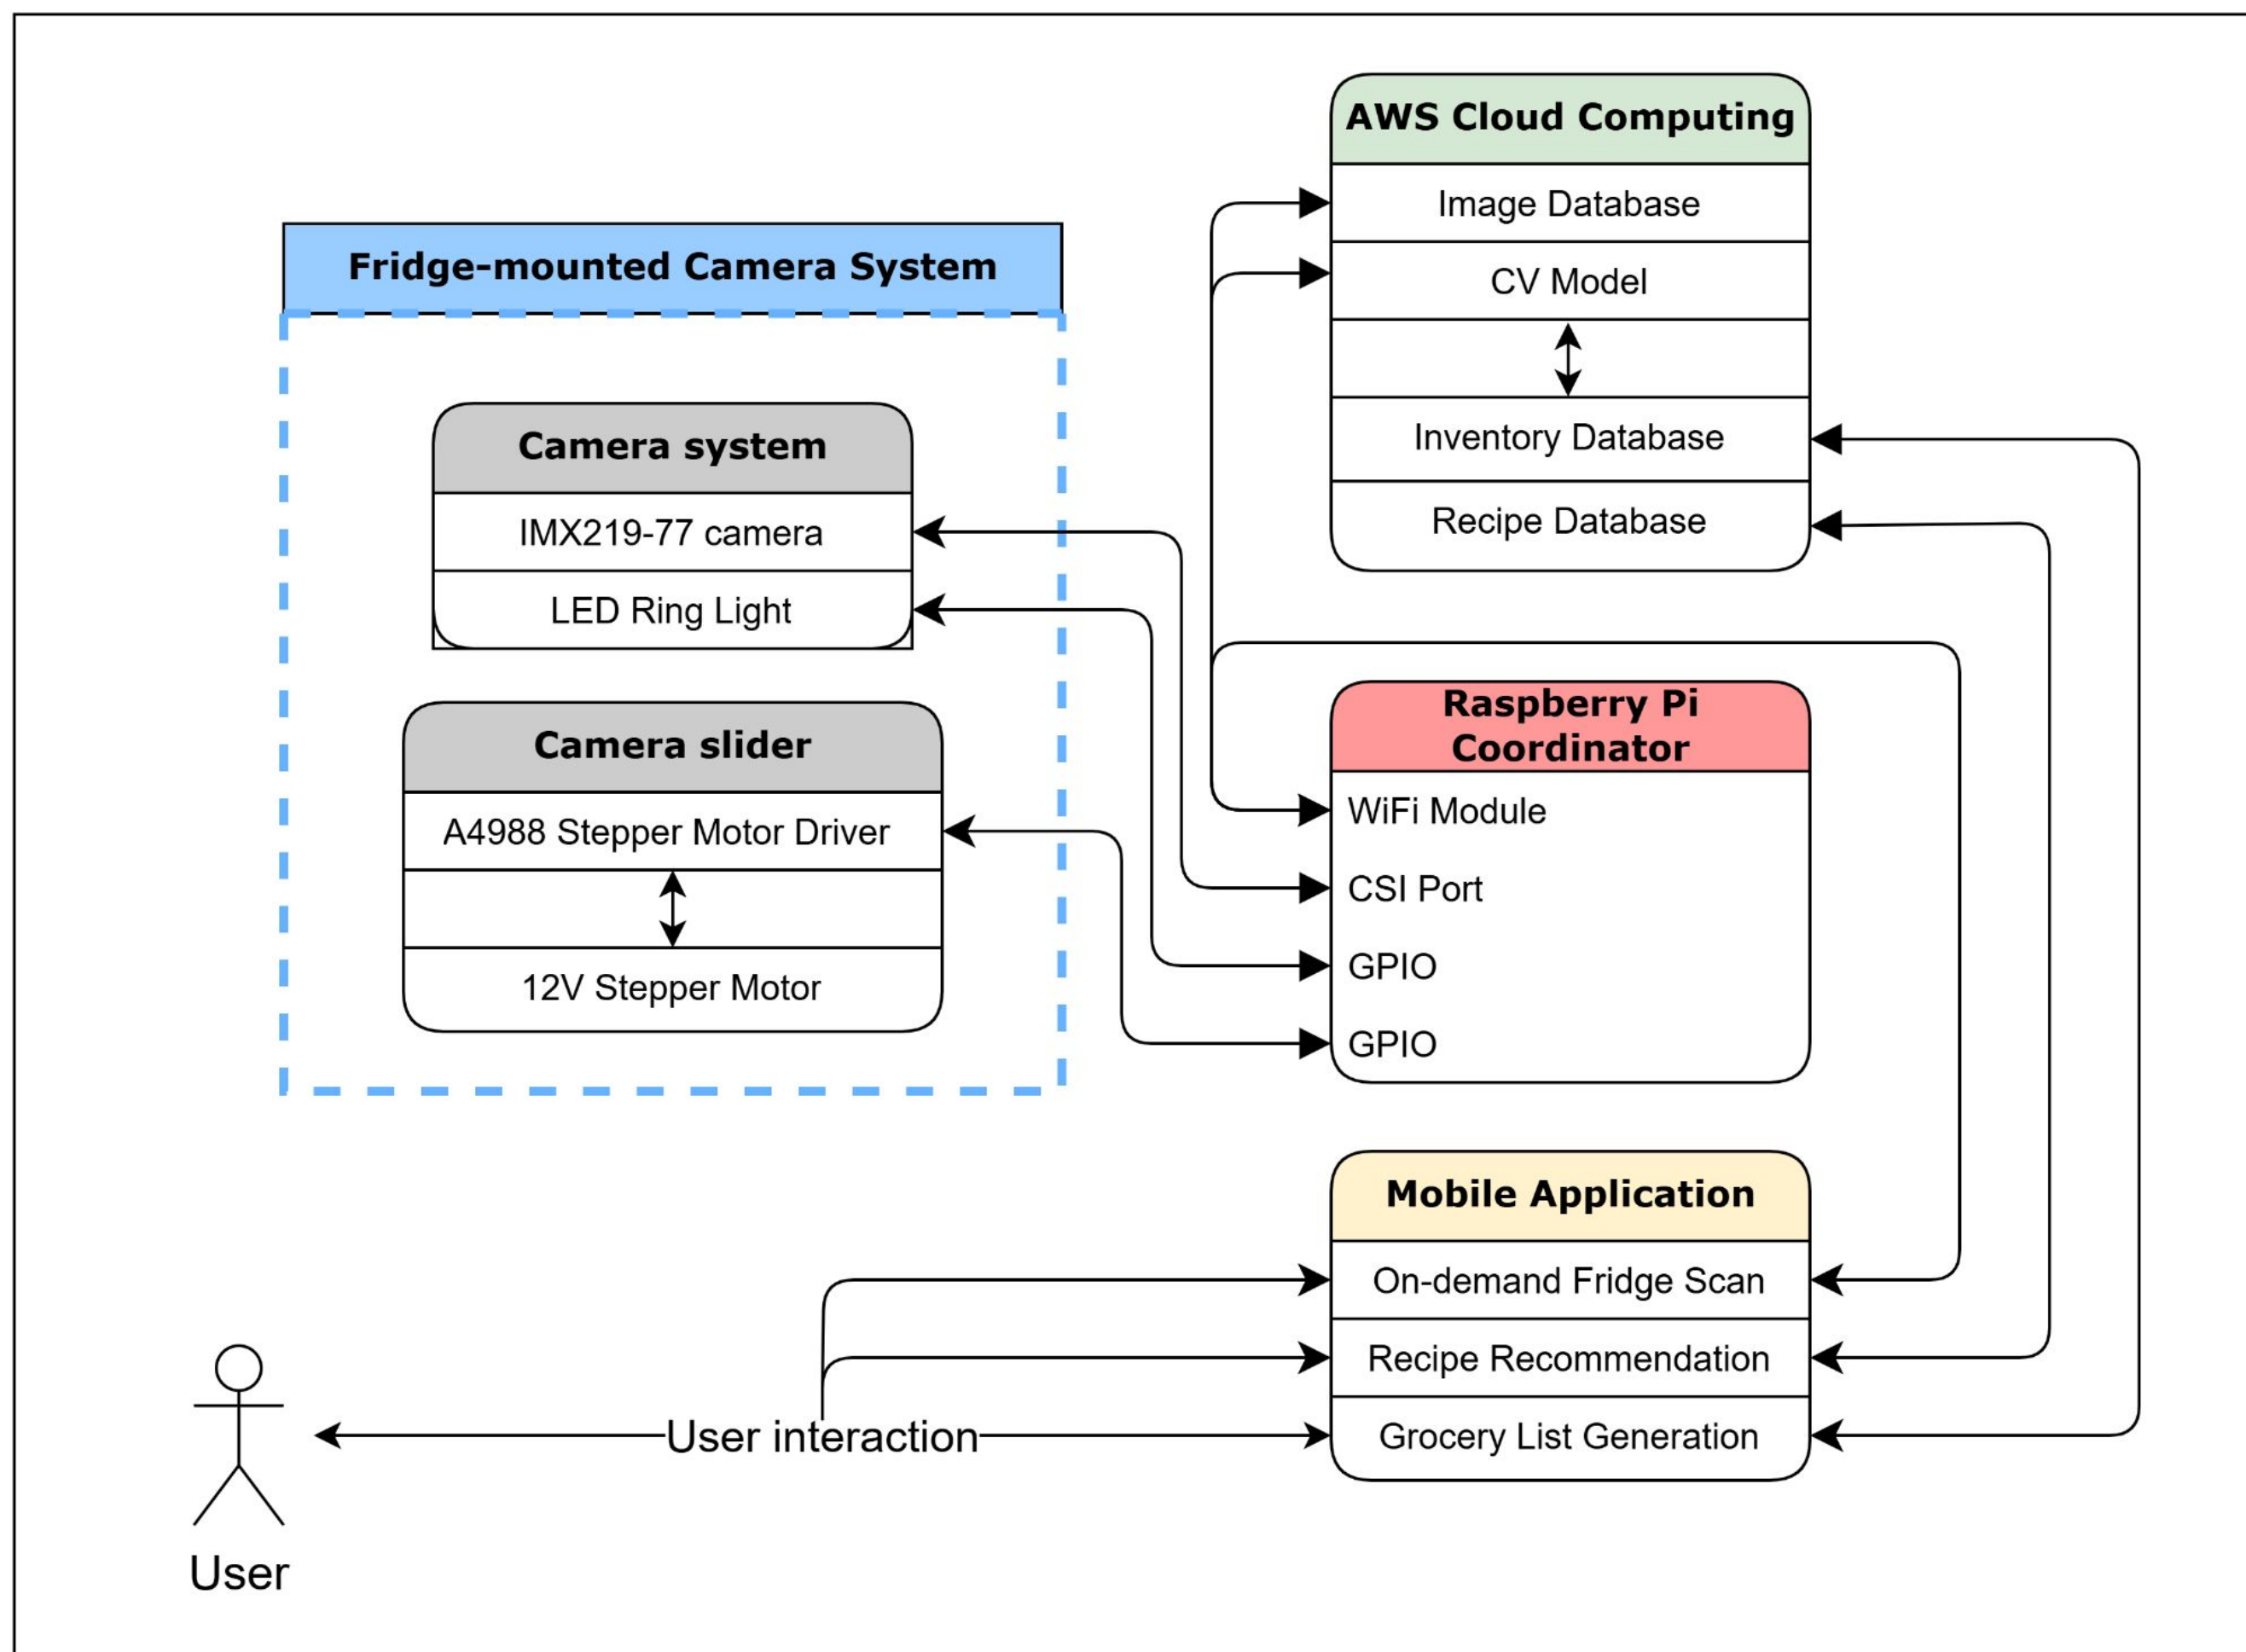 AWS Cloud Computing
Image Database
CV Model
Inventory Database
Recipe Database
Fridge-mounted Camera System
Camera system
IMX219-77 camera
LED Ring Light
Camera slider
A4988 Stepper Motor Driver
12V Stepper Motor
Raspberry Pi
Coordinator
WiFi Module
CSI Port
GPIO
GPIO
Mobile Application
On-demand Fridge Scan
Recipe Recommendation
Grocery List Generation
User interaction
User